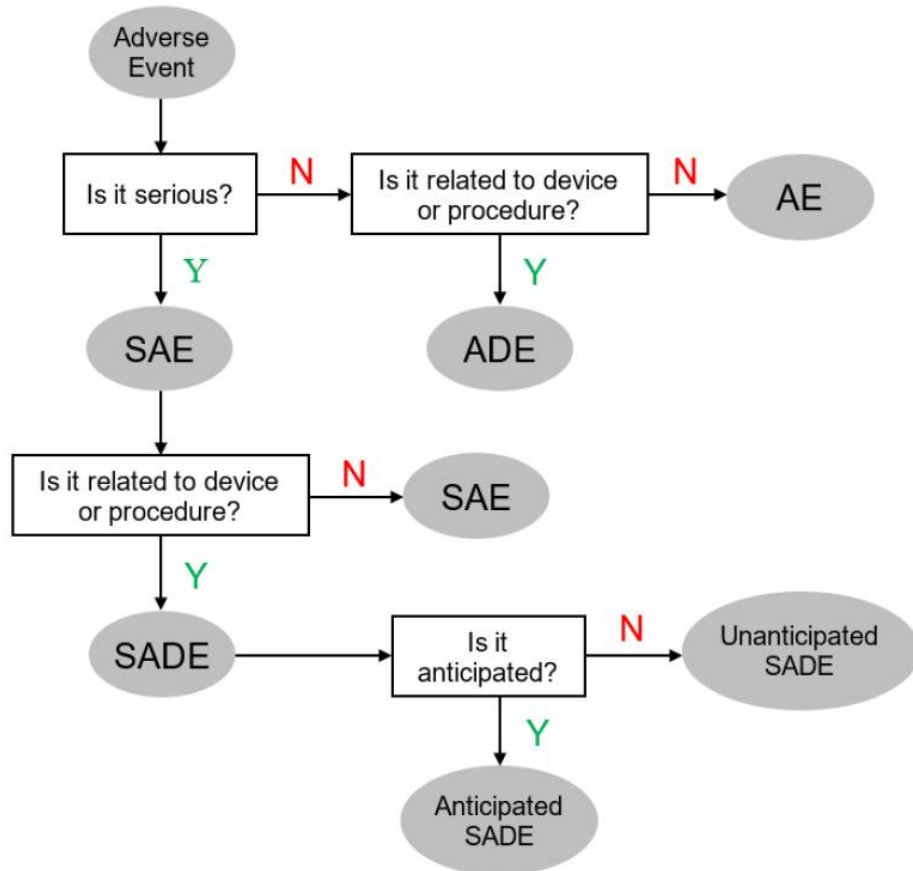 Adverse
Event
Is it serious?
N
Is it related to device
or procedure?
N
AE
Y
Y
SAE
ADE
Is it related to device
or procedure?
N
SAE
Y
SADE
Is it
anticipated?
N
Unanticipated
SADE
Y
Anticipated
SADE